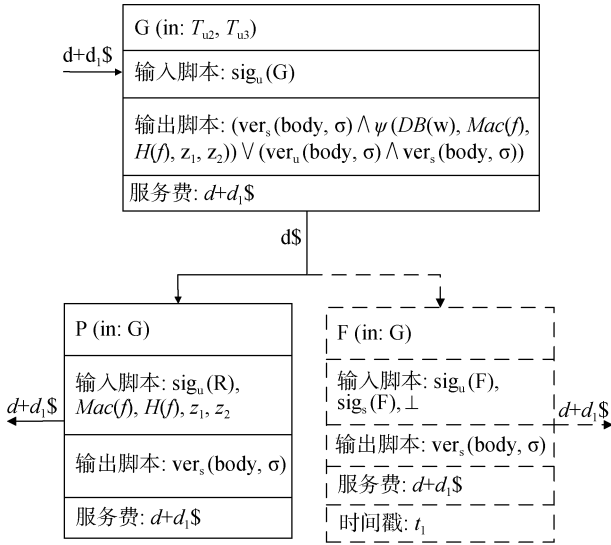 G (in: Tu2, Tu3)
d+d1$
输入脚本: sigu(G)
输出脚本: (vers(body, σ)∧ψ(DB(w), Mac(f),
H(f), z1, z2))∨(veru(body, σ)∧vers(body, σ))
服务费: d+d1$
d$
P (in: G)
输入脚本: sigu(R),
Mac(f), H(f), z1, z2
d+d1$
输出脚本: vers(body, σ)
服务费: d+d1$
F (in: G)
输入脚本: sigu(F),
sigs(F),⊥
d+d1$
输出脚本: vers(body, σ)
服务费: d+d1$
时间戳: t1